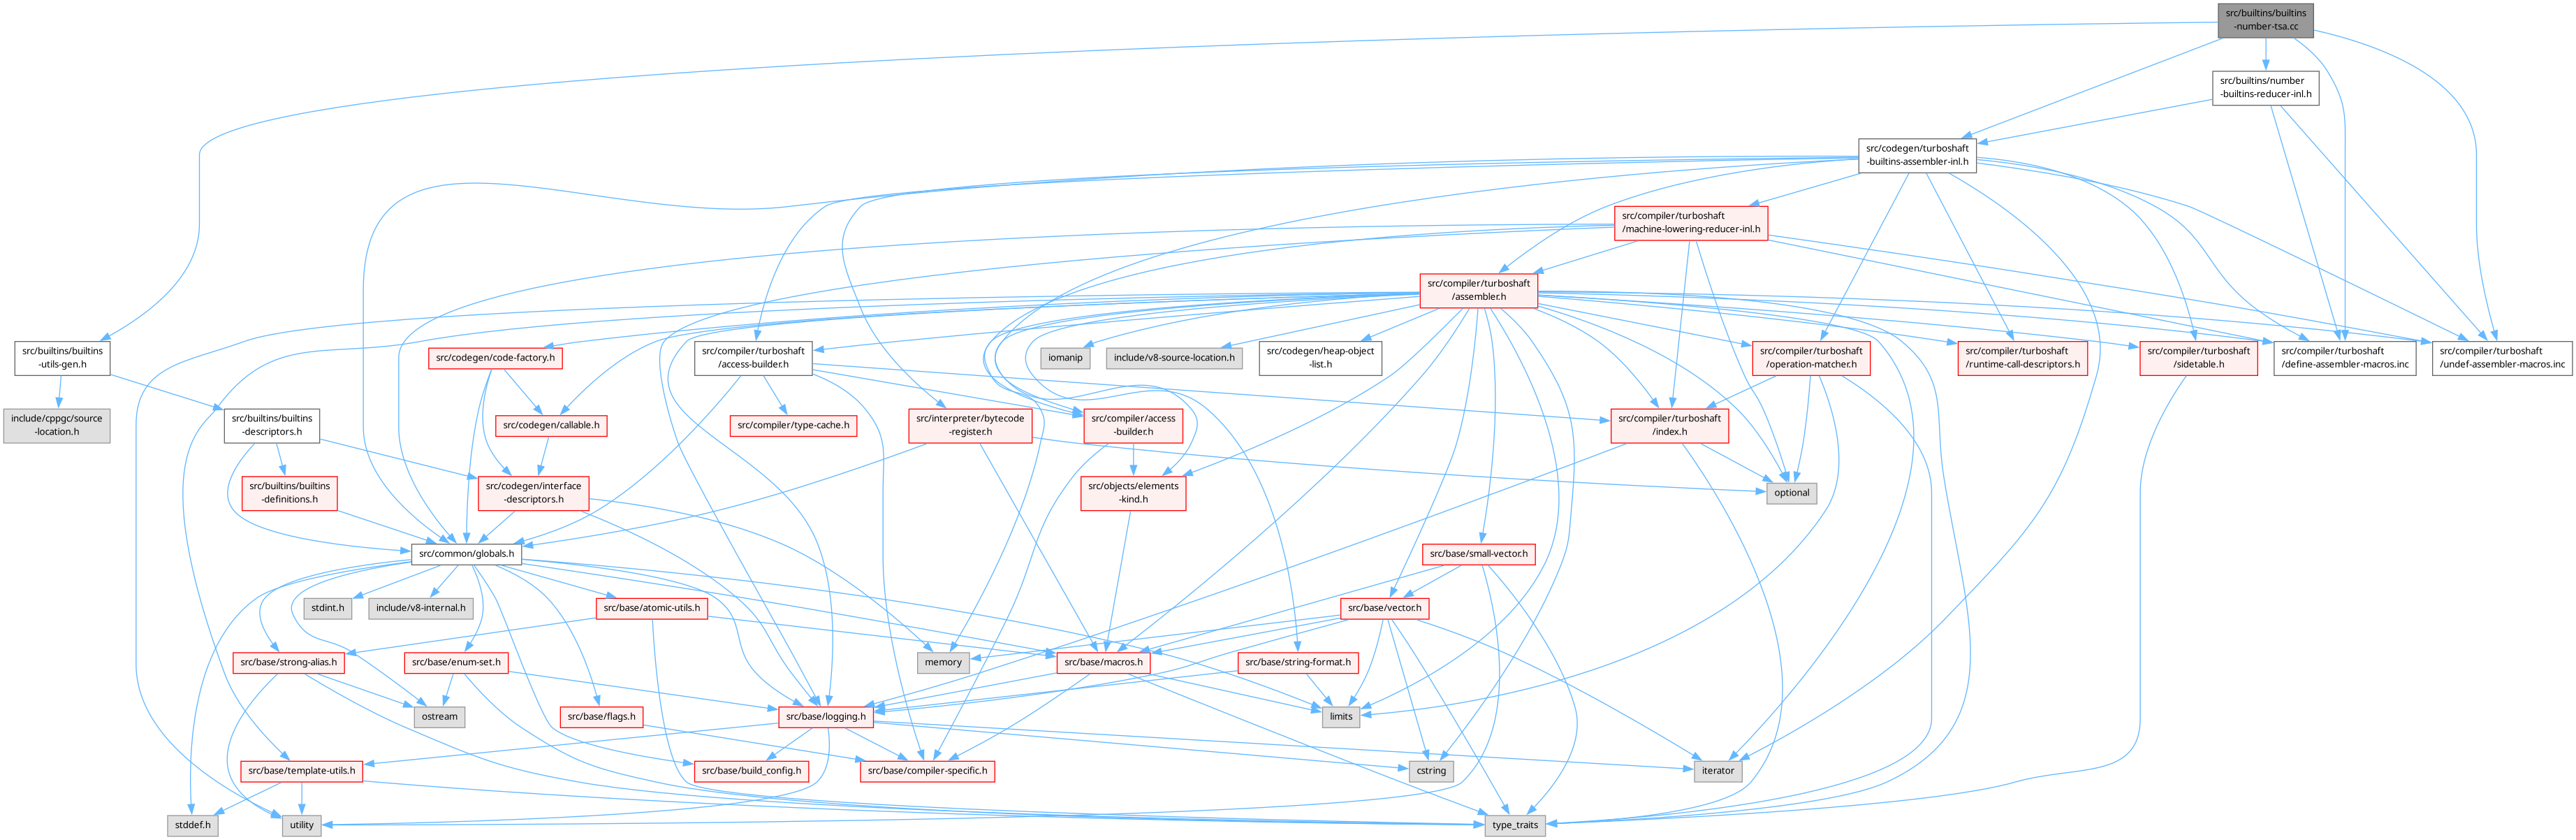 src/builtins/builtins
-number-tsa.cc
src/builtins/number
-builtins-reducer-inl.h
src/codegen/turboshaft
-builtins-assembler-inl.h
src/compiler/turboshaft
/machine-lowering-reducer-inl.h
src/compiler/turboshaft
/assembler.h
src/builtins/builtins
-utils-gen.h
src/codegen/code-factory.h
src/compiler/turboshaft
/access-builder.h
iomanip
include/v8-source-location.h
src/codegen/heap-object
-list.h
src/compiler/turboshaft
/operation-matcher.h
src/compiler/turboshaft
/runtime-call-descriptors.h
src/compiler/turboshaft
/sidetable.h
src/compiler/turboshaft
/define-assembler-macros.inc
src/compiler/turboshaft
/undef-assembler-macros.inc
include/cppgc/source
-location.h
src/builtins/builtins
-descriptors.h
src/codegen/callable.h
src/compiler/type-cache.h
src/interpreter/bytecode
-register.h
src/compiler/access
-builder.h
src/compiler/turboshaft
/index.h
src/builtins/builtins
-definitions.h
src/codegen/interface
-descriptors.h
src/objects/elements
-kind.h
optional
src/common/globals.h
src/base/small-vector.h
stdint.h
include/v8-internal.h
src/base/atomic-utils.h
src/base/vector.h
src/base/strong-alias.h
src/base/enum-set.h
memory
src/base/macros.h
src/base/string-format.h
ostream
src/base/flags.h
src/base/logging.h
limits
src/base/template-utils.h
src/base/build_config.h
src/base/compiler-specific.h
cstring
iterator
stddef.h
utility
type_traits